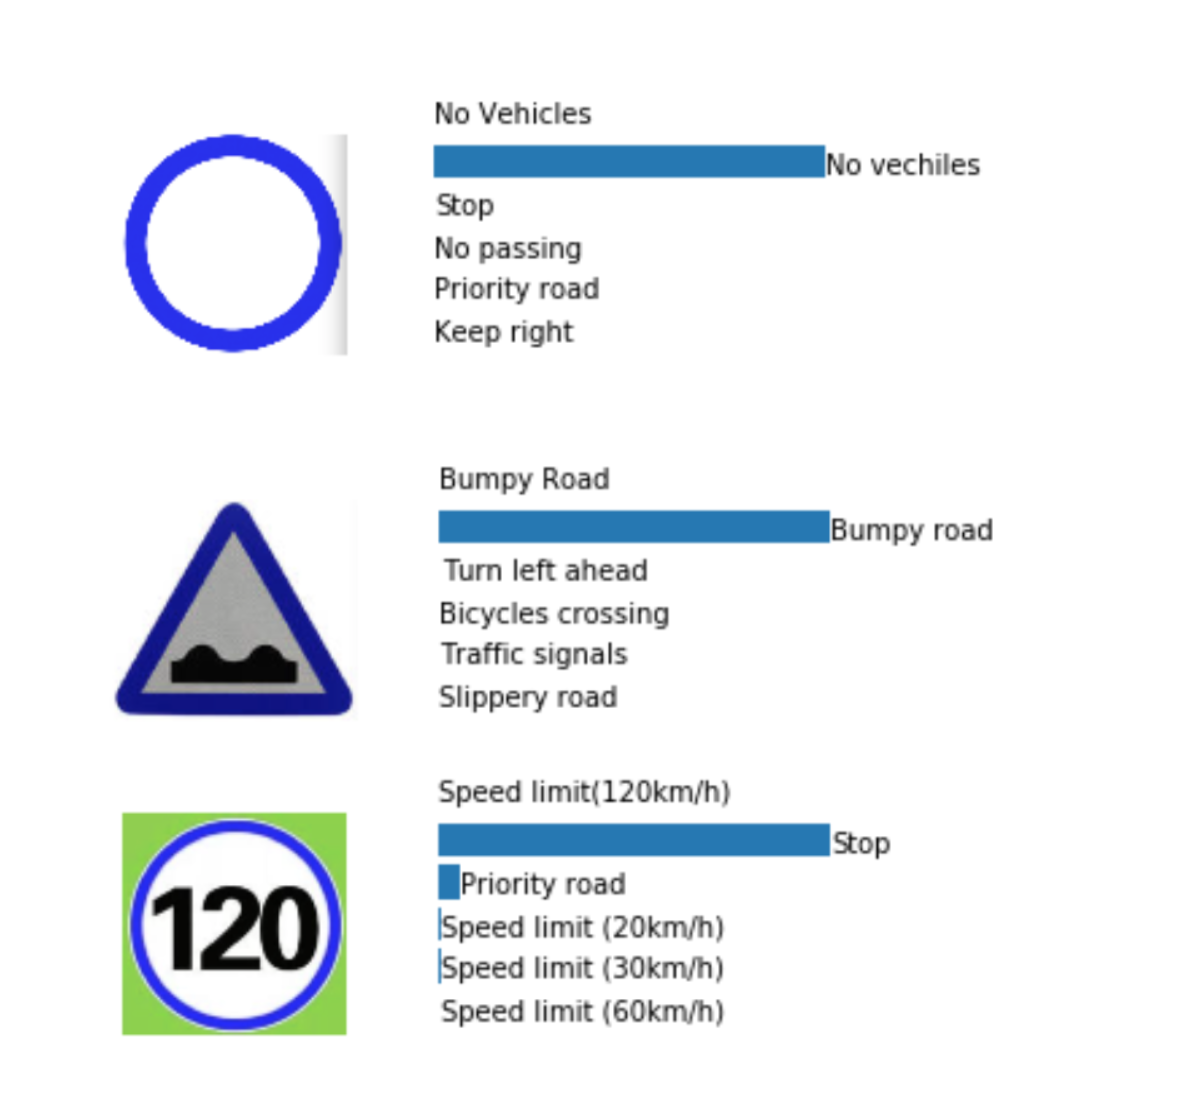 No Vehicles
No vechiles
Stop
No passing
Priority road
Keep right
Bumpy Road
Bumpy road
Turn left ahead
Bicycles crossing
Traffic signals
Slippery road
Speed limit(120km/h)
120
Stop
Priority road
Speed limit (20km/h)
Speed limit (30km/h)
Speed limit (60km/h)